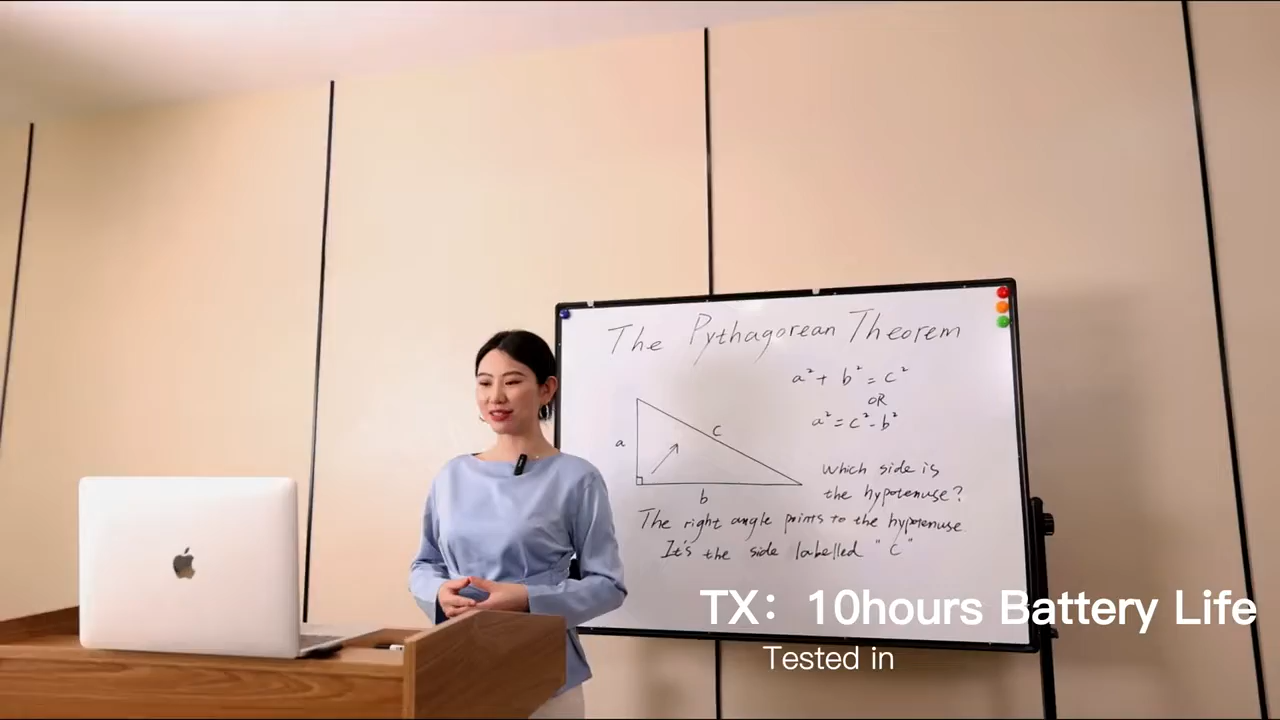 The Pythagorean Theorem
a² + b² = c²
OR
a² = c² - b²
a
c
b
which side is
the hypotenuse?
The right angle points to the hypotenuse.
It's the side labelled "c"
TX： 10hours Battery Life
Tested in